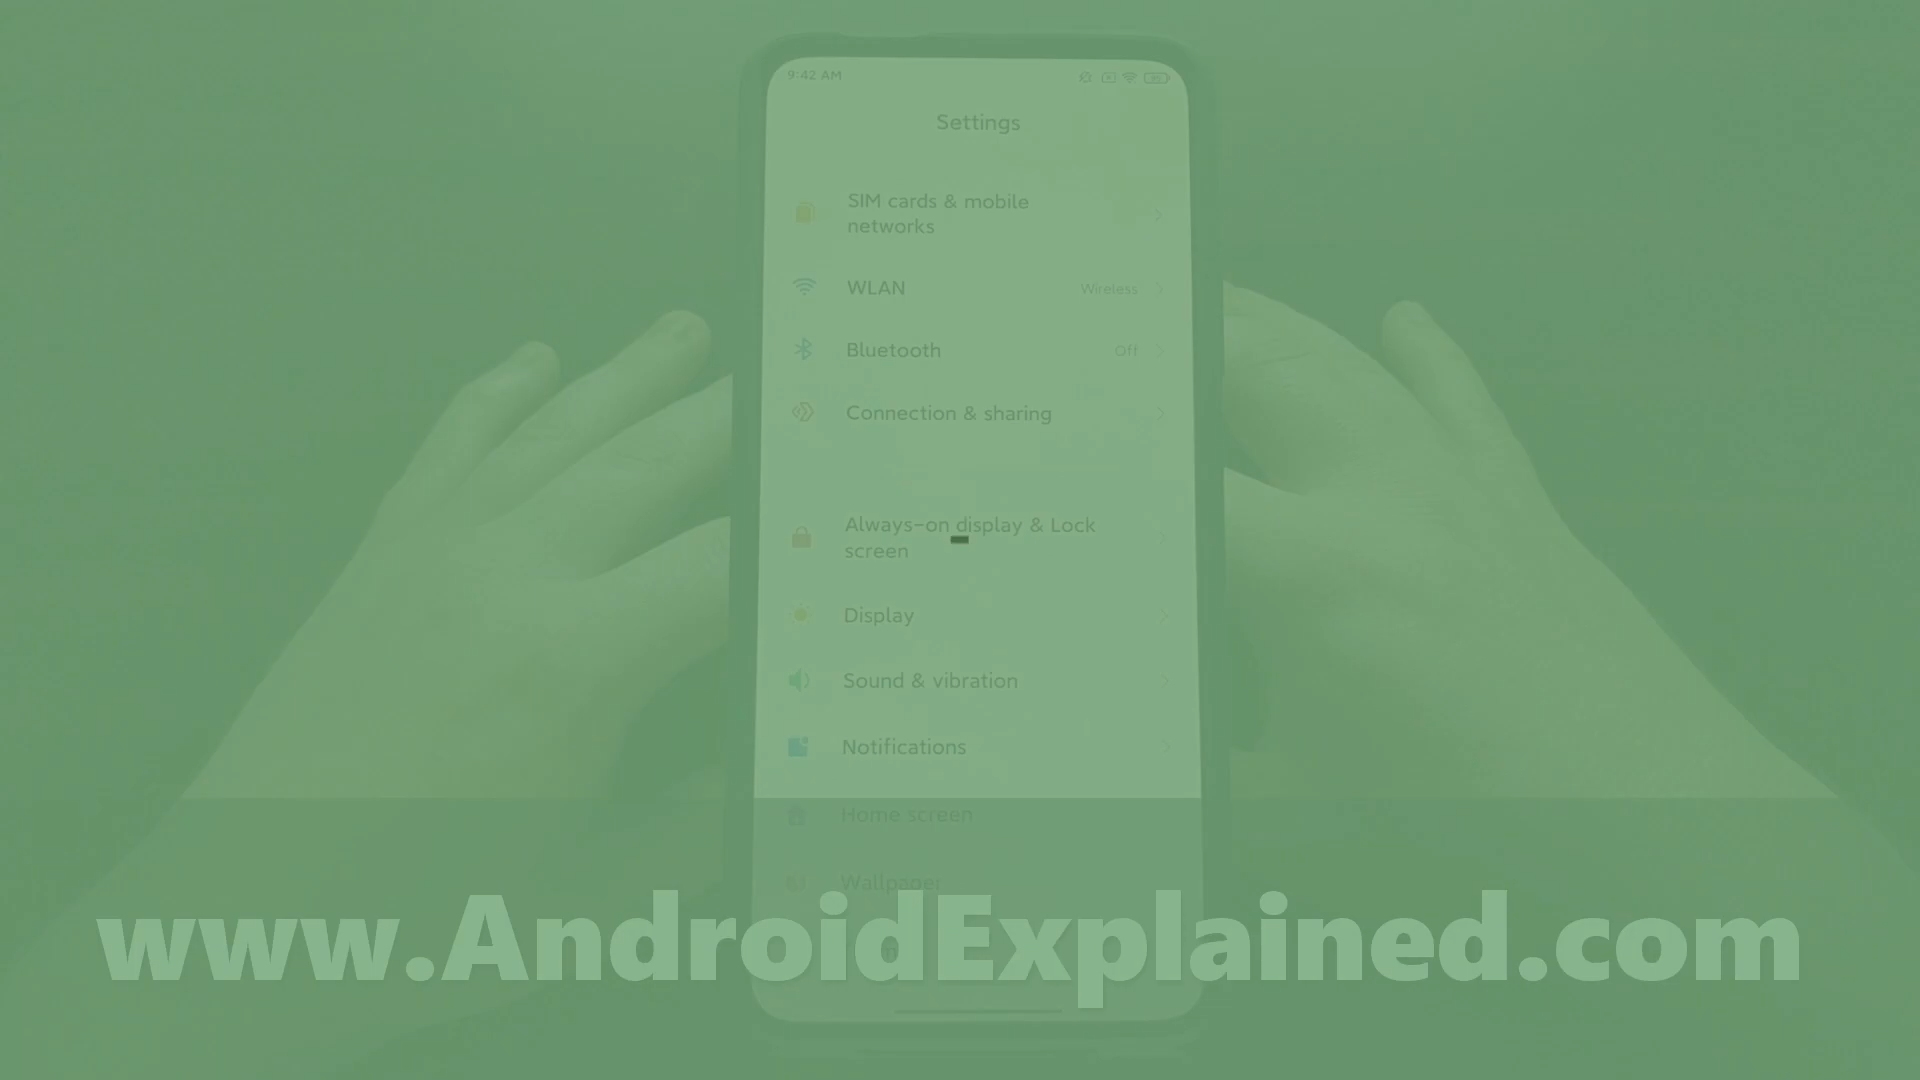 9:42 AM
Settings
SIM cards & mobile
networks
WLAN
Wireless
Bluetooth
Off
Connection & sharing
Always-on display & Lock
screen
Display
Sound & vibration
Notifications
Home screen
Wallpaper
www.AndroidExplained.com